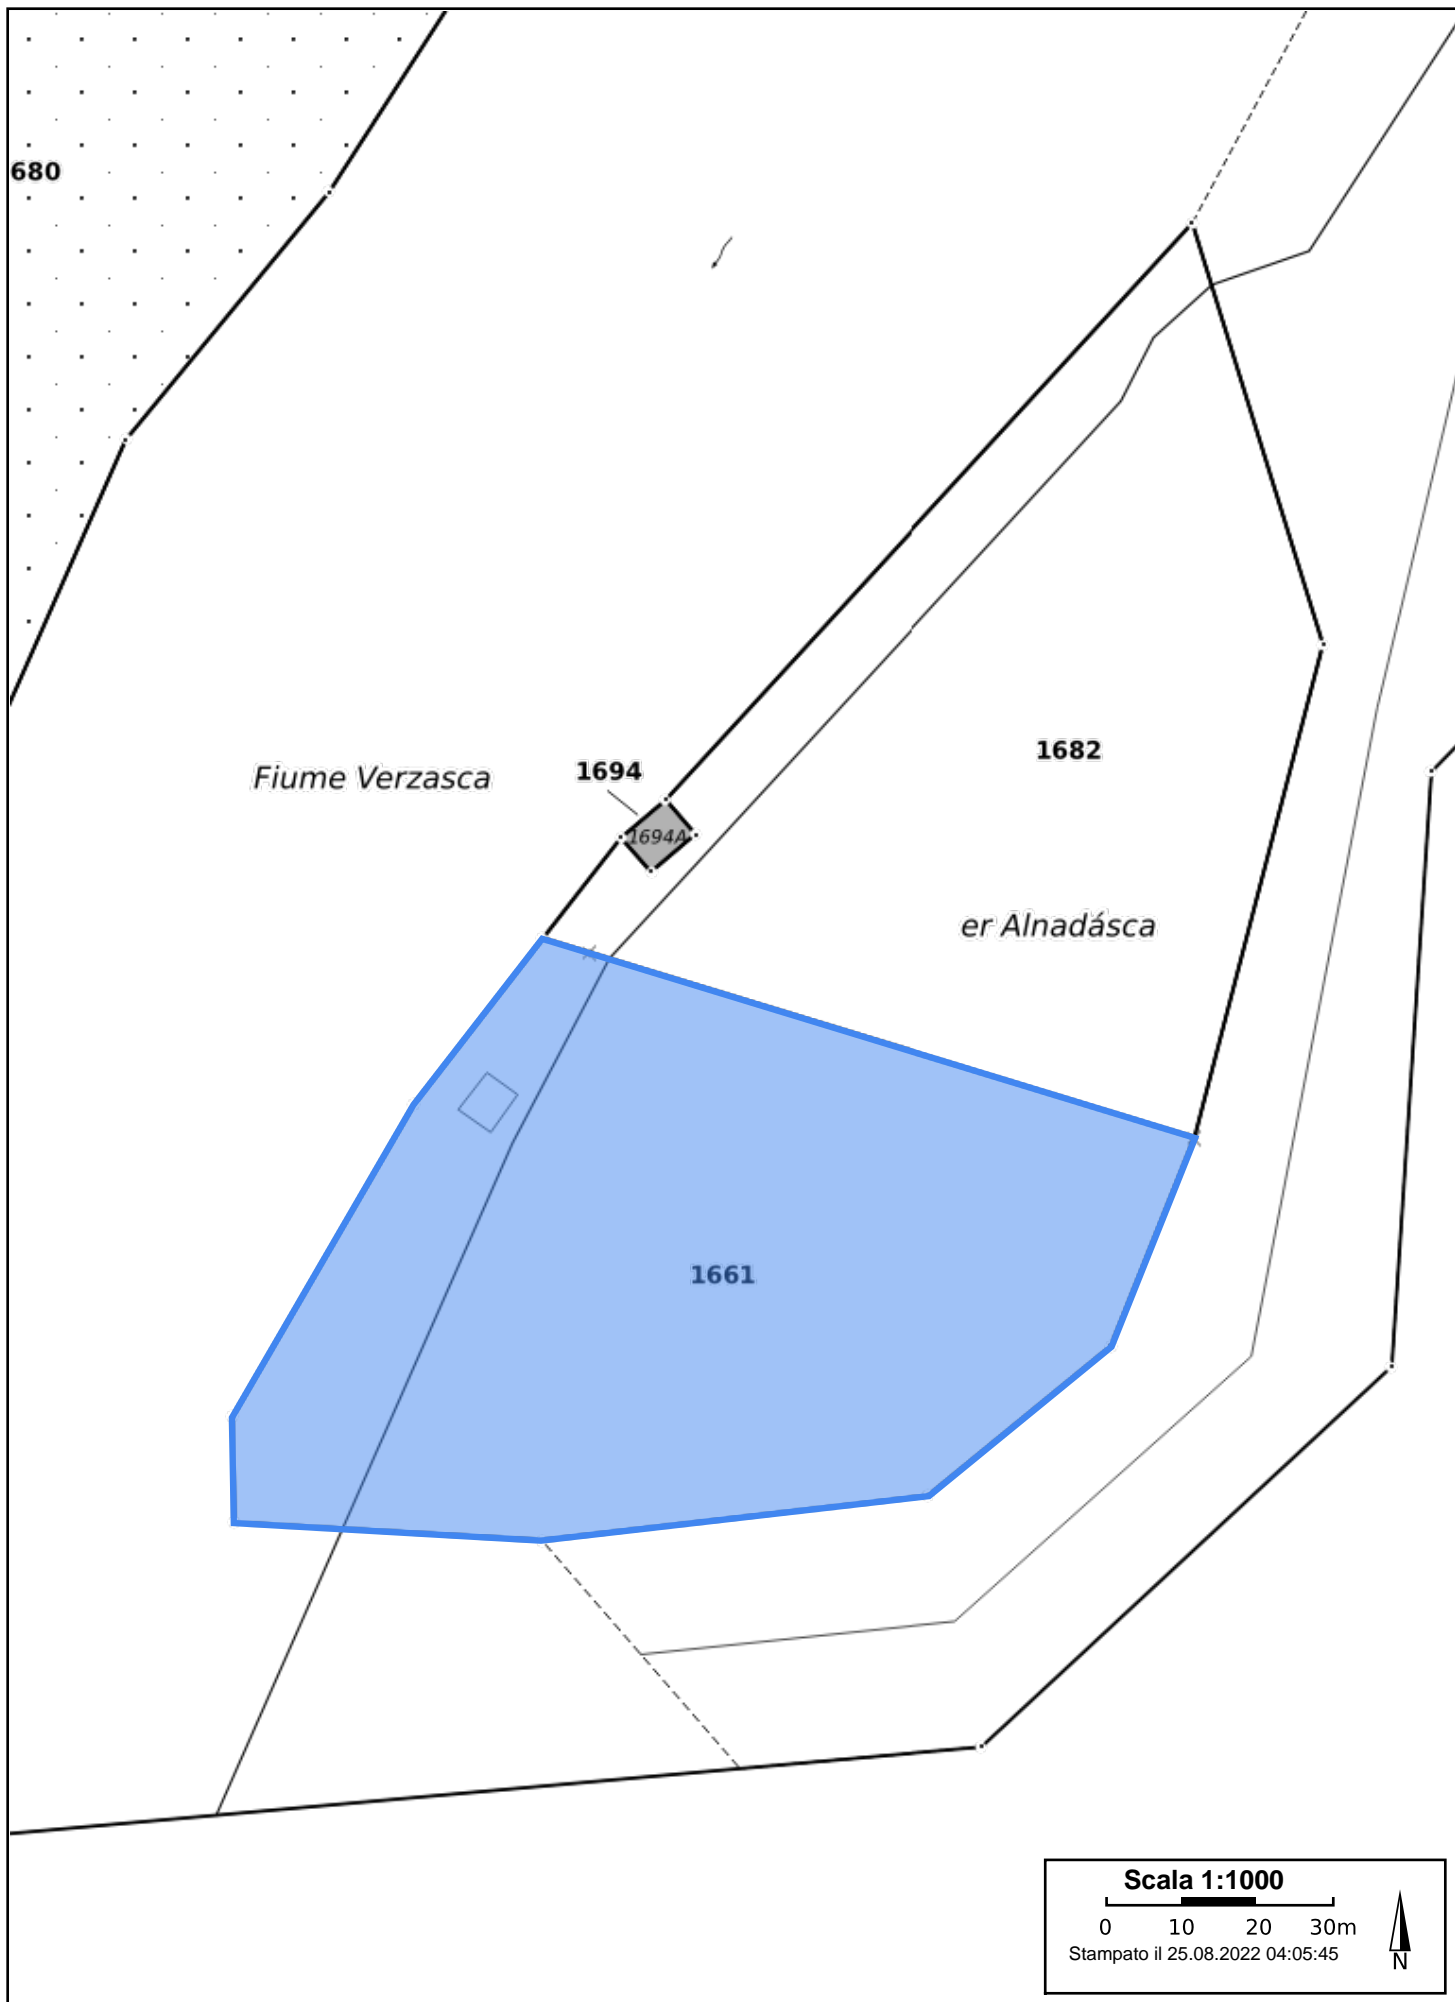 680
1682
Fiume Verzasca
1694
1694A
er Alnadásca
1661
Scala 1:1000
0 10 20 30m
Stampato il 25.08.2022 04:05:45
N